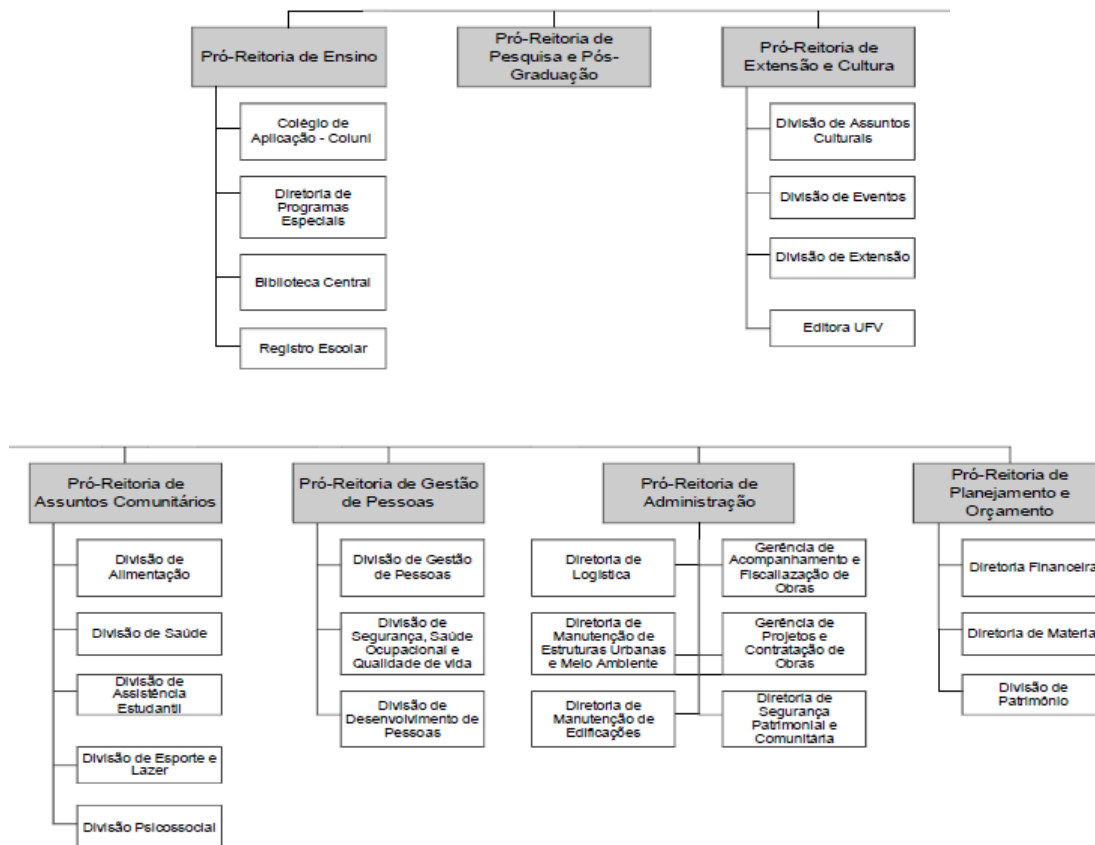 Pró-Reitoria de Ensino
Pró-Reitoria de
Pesquisa e Pós-
Graduação
Pró-Reitoria de
Extensão e Cultura
Colégio de
Aplicação - Coluni
Diretoria de
Programas
Especiais
Biblioteca Central
Registro Escolar
Divisão de Assuntos
Culturais
Divisão de Eventos
Divisão de Extensão
Editora UFV
Pró-Reitoria de
Assuntos Comunitários
Divisão de
Alimentação
Divisão de Saúde
Divisão de
Assistência
Estudantil
Divisão de Esporte e
Lazer
Divisão Psicossocial
Pró-Reitoria de Gestão
de Pessoas
Divisão de Gestão
de Pessoas
Divisão de
Segurança, Saúde
Ocupacional e
Qualidade de vida
Divisão de
Desenvolvimento de
Pessoas
Pró-Reitoria de
Administração
Diretoria de
Logística
Diretoria de
Manutenção de
Estruturas Urbanas
e Meio Ambiente
Diretoria de
Manutenção de
Edificações
Gerência de
Acompanhamento e
Fiscaliazação de
Obras
Gerência de
Projetos e
Contratação de
Obras
Diretoria de
Segurança
Patrimonial e
Comunitária
Pró-Reitoria de
Planejamento e
Orçamento
Diretoria Financeira
Diretoria de Material
Divisão de
Patrimônio